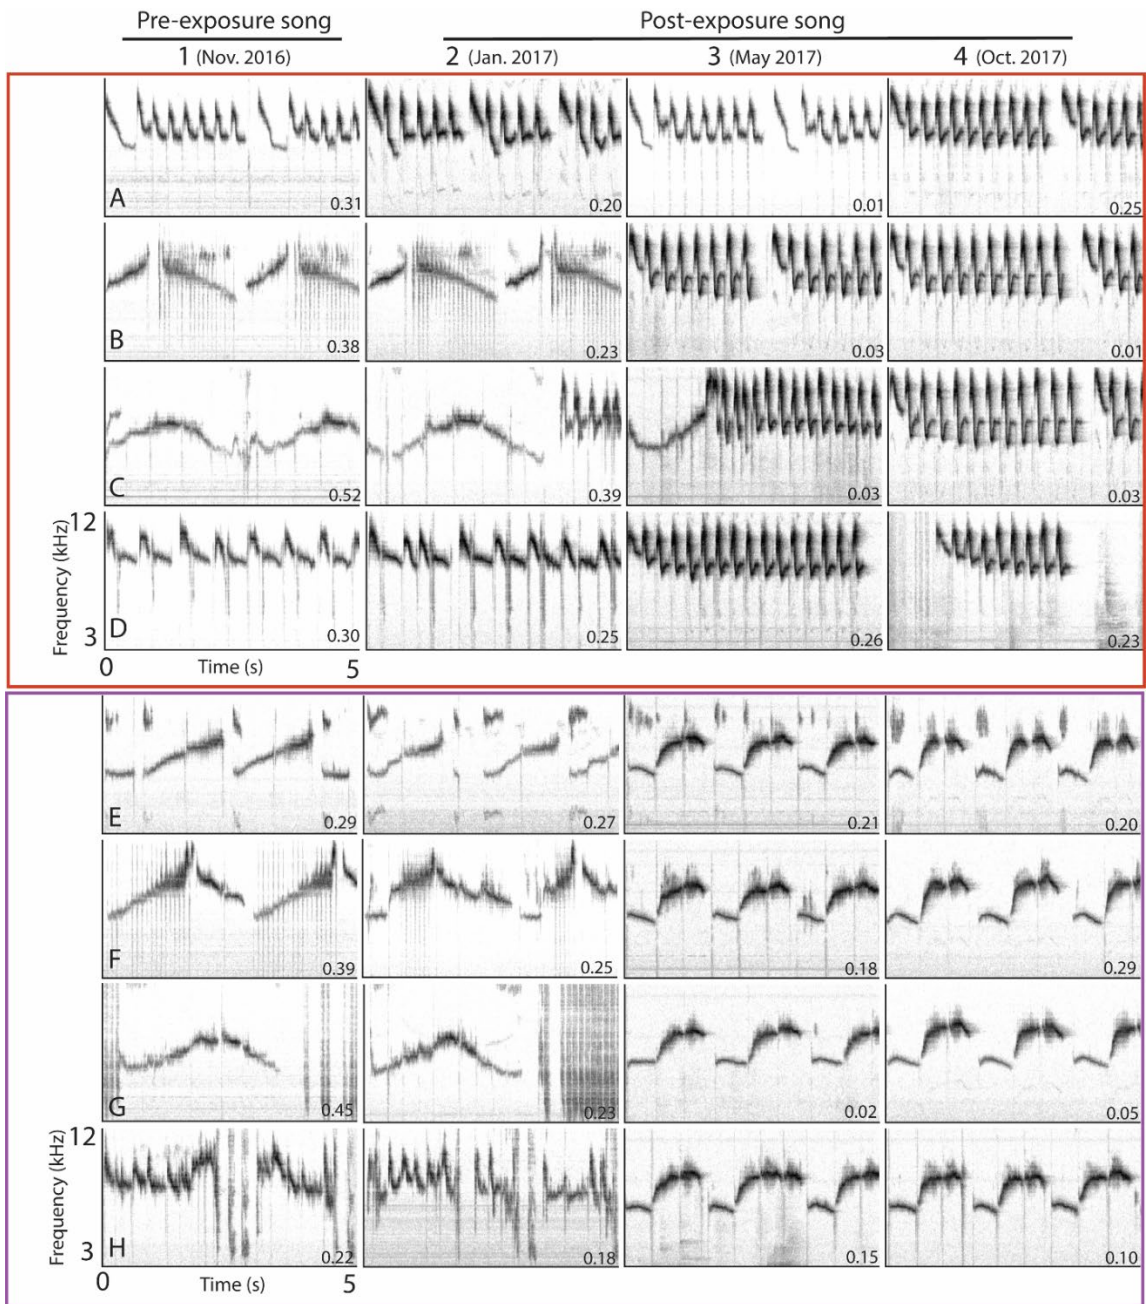 Pre-exposure song Post-exposure song
1 (Nov. 2016) 2 (Jan. 2017) 3 (May 2017) 4 (Oct. 2017)
A 0.31 0.20 0.01 0.25
B 0.38 0.23 0.03 0.01
C 0.52 0.39 0.03 0.03
Frequency (kHz) 12 3
D 0.30 0.25 0.26 0.23
0 Time (s) 5
E 0.29 0.27 0.21 0.20
F 0.39 0.25 0.18 0.29
G 0.45 0.23 0.02 0.05
Frequency (kHz) 12 3
H 0.22 0.18 0.15 0.10
0 Time (s) 5